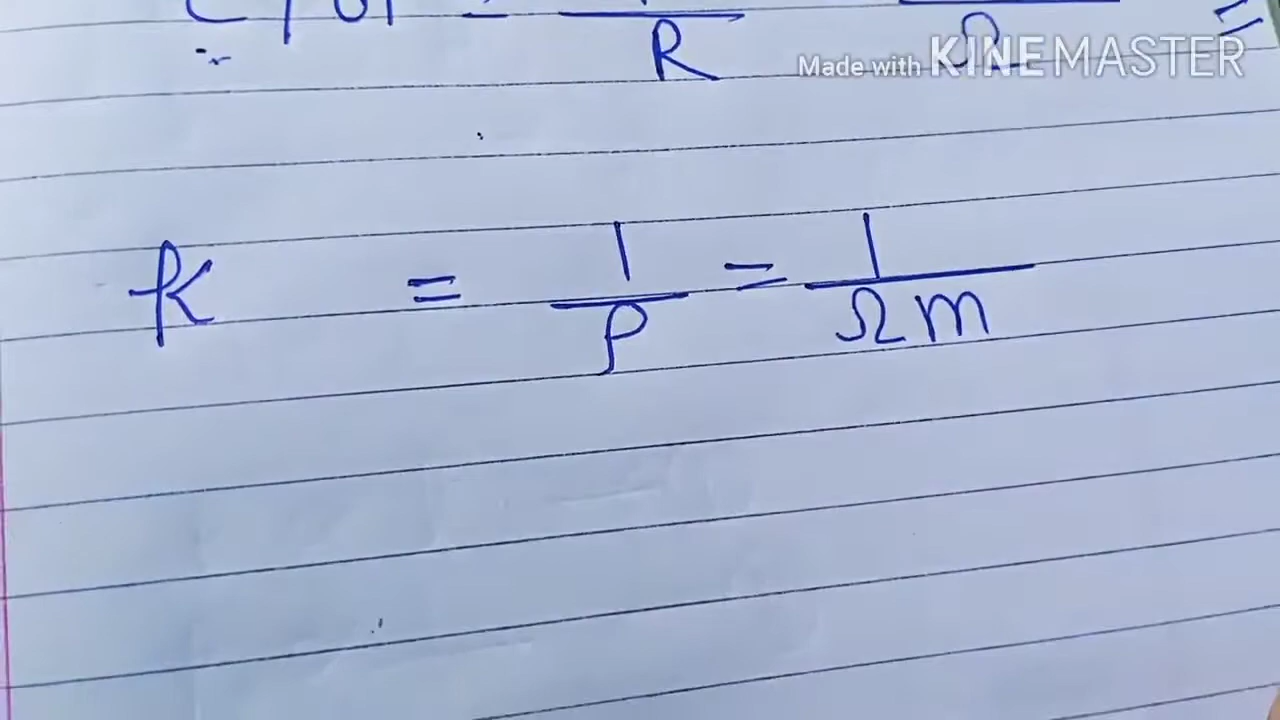 R Ω =
Made with KINEMASTER
K = 1/ρ = 1/Ωm